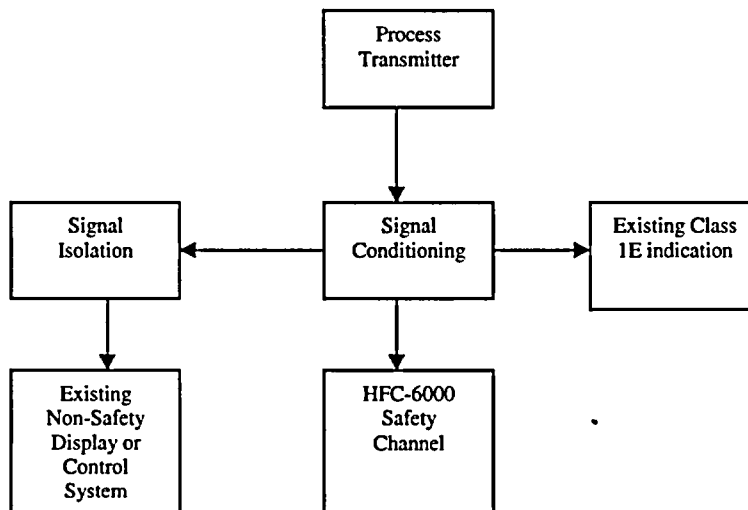 Process
Transmitter
Signal
Isolation
Signal
Conditioning
Existing Class
1E indication
Existing
Non-Safety
Display or
Control
System
HFC-6000
Safety
Channel